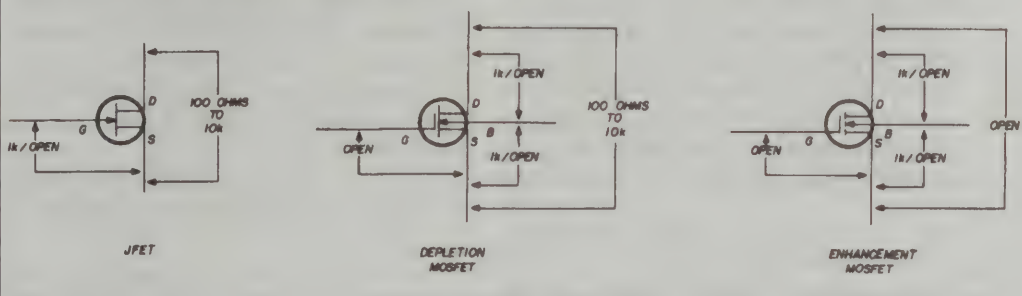 D
100 OHMS
TO
10k
G
S
1k/OPEN
JFET
1k/OPEN
D
100 OHMS
TO
10k
B
G
S
OPEN
1k/OPEN
DEPLETION
MOSFET
1k/OPEN
D
OPEN
B
G
S
OPEN
1k/OPEN
ENHANCEMENT
MOSFET